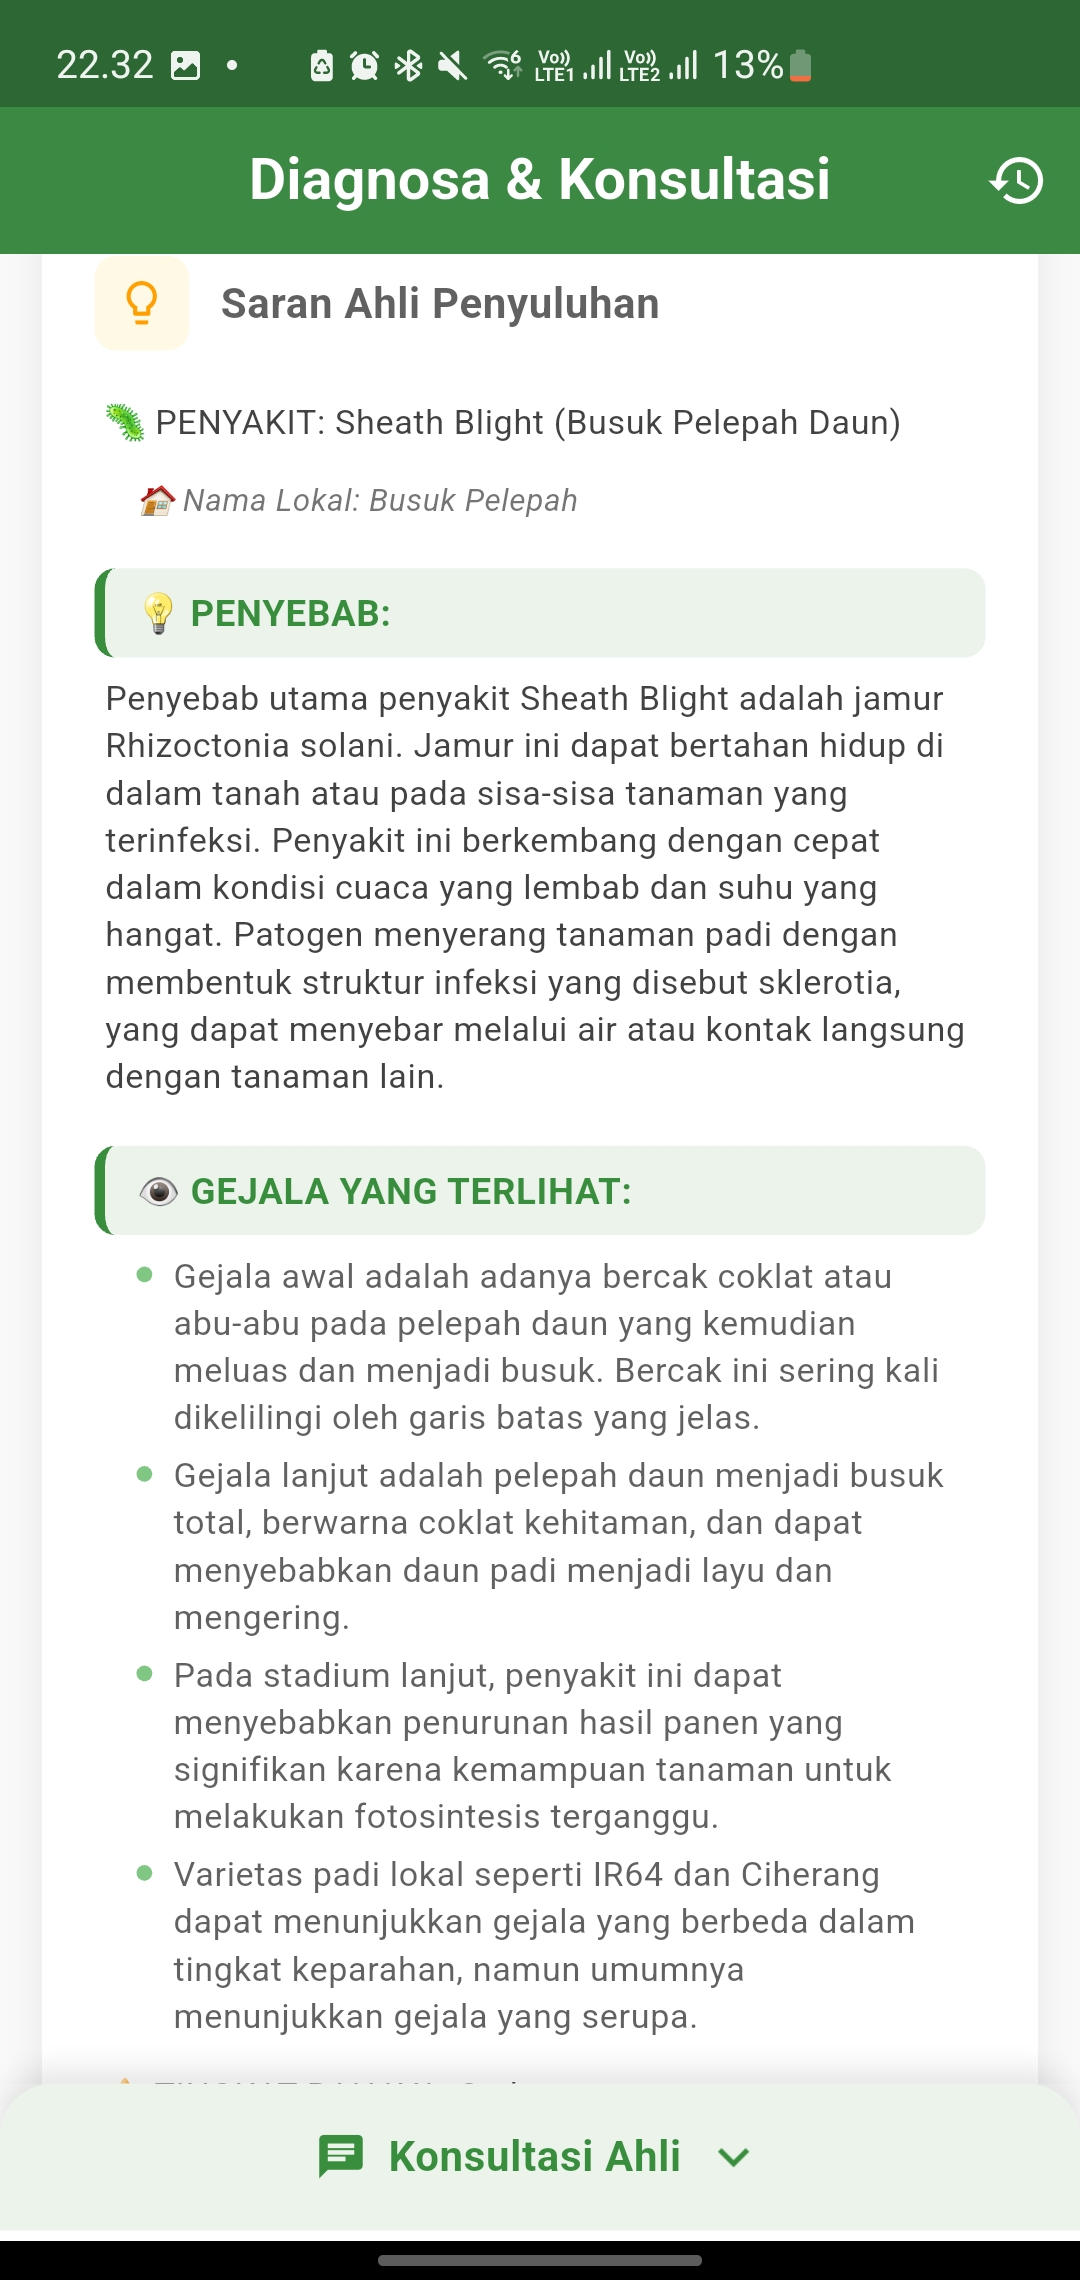 22.32
LTE1
LTE2
13%
Diagnosa & Konsultasi
Saran Ahli Penyuluhan
PENYAKIT: Sheath Blight (Busuk Pelepah Daun)
Nama Lokal: Busuk Pelepah
PENYEBAB:
Penyebab utama penyakit Sheath Blight adalah jamur
Rhizoctonia solani. Jamur ini dapat bertahan hidup di
dalam tanah atau pada sisa-sisa tanaman yang
terinfeksi. Penyakit ini berkembang dengan cepat
dalam kondisi cuaca yang lembab dan suhu yang
hangat. Patogen menyerang tanaman padi dengan
membentuk struktur infeksi yang disebut sklerotia,
yang dapat menyebar melalui air atau kontak langsung
dengan tanaman lain.
GEJALA YANG TERLIHAT:
Gejala awal adalah adanya bercak coklat atau
abu-abu pada pelepah daun yang kemudian
meluas dan menjadi busuk. Bercak ini sering kali
dikelilingi oleh garis batas yang jelas.
Gejala lanjut adalah pelepah daun menjadi busuk
total, berwarna coklat kehitaman, dan dapat
menyebabkan daun padi menjadi layu dan
mengering.
Pada stadium lanjut, penyakit ini dapat
menyebabkan penurunan hasil panen yang
signifikan karena kemampuan tanaman untuk
melakukan fotosintesis terganggu.
Varietas padi lokal seperti IR64 dan Ciherang
dapat menunjukkan gejala yang berbeda dalam
tingkat keparahan, namun umumnya
menunjukkan gejala yang serupa.
Konsultasi Ahli